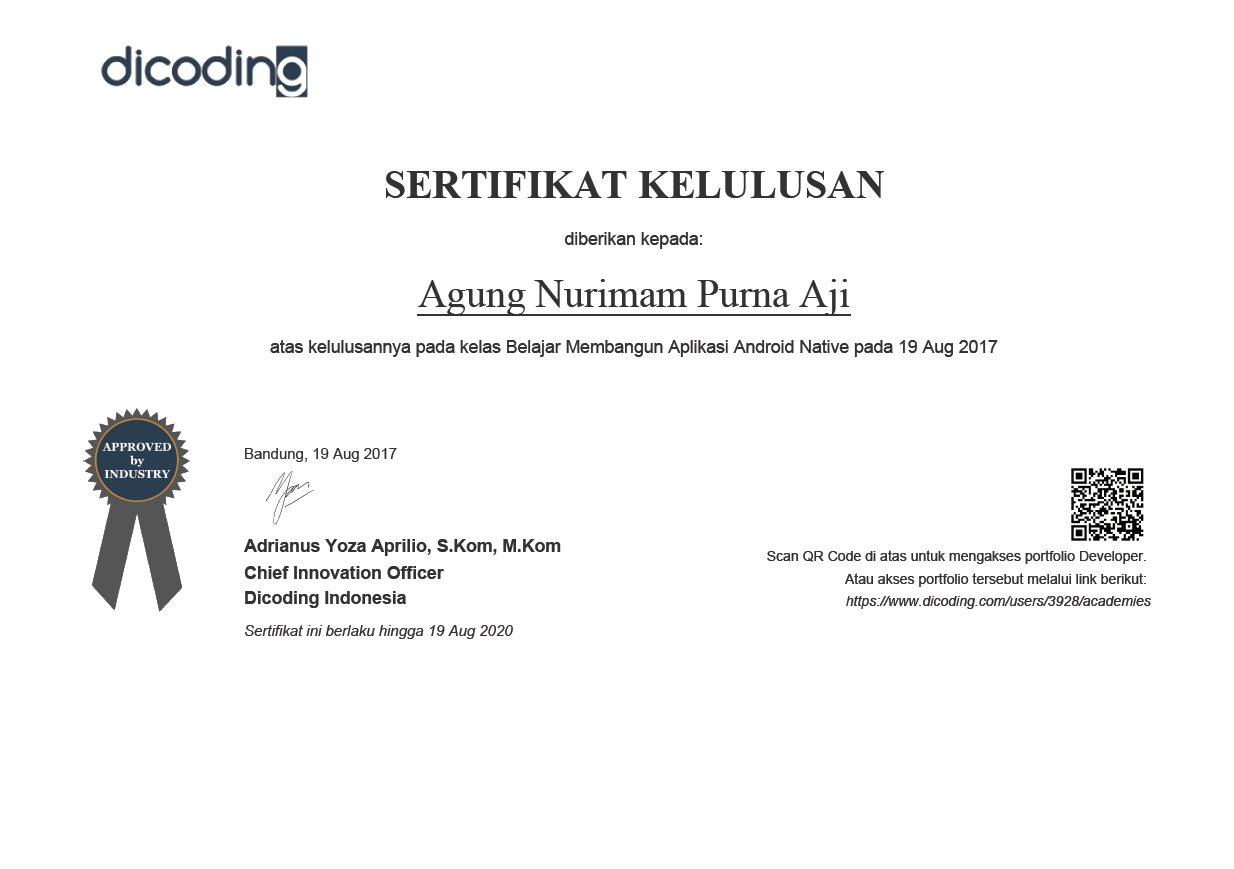 dicoding
SERTIFIKAT KELULUSAN
diberikan kepada:
Agung Nurimam Purna Aji
atas kelulusannya pada kelas Belajar Membangun Aplikasi Android Native pada 19 Aug 2017
APPROVED
by
INDUSTRY
Bandung, 19 Aug 2017
Adrianus Yoza Aprilio, S.Kom, M.Kom
Chief Innovation Officer
Dicoding Indonesia
Sertifikat ini berlaku hingga 19 Aug 2020
Scan QR Code di atas untuk mengakses portfolio Developer.
Atau akses portfolio tersebut melalui link berikut:
https://www.dicoding.com/users/3928/academies